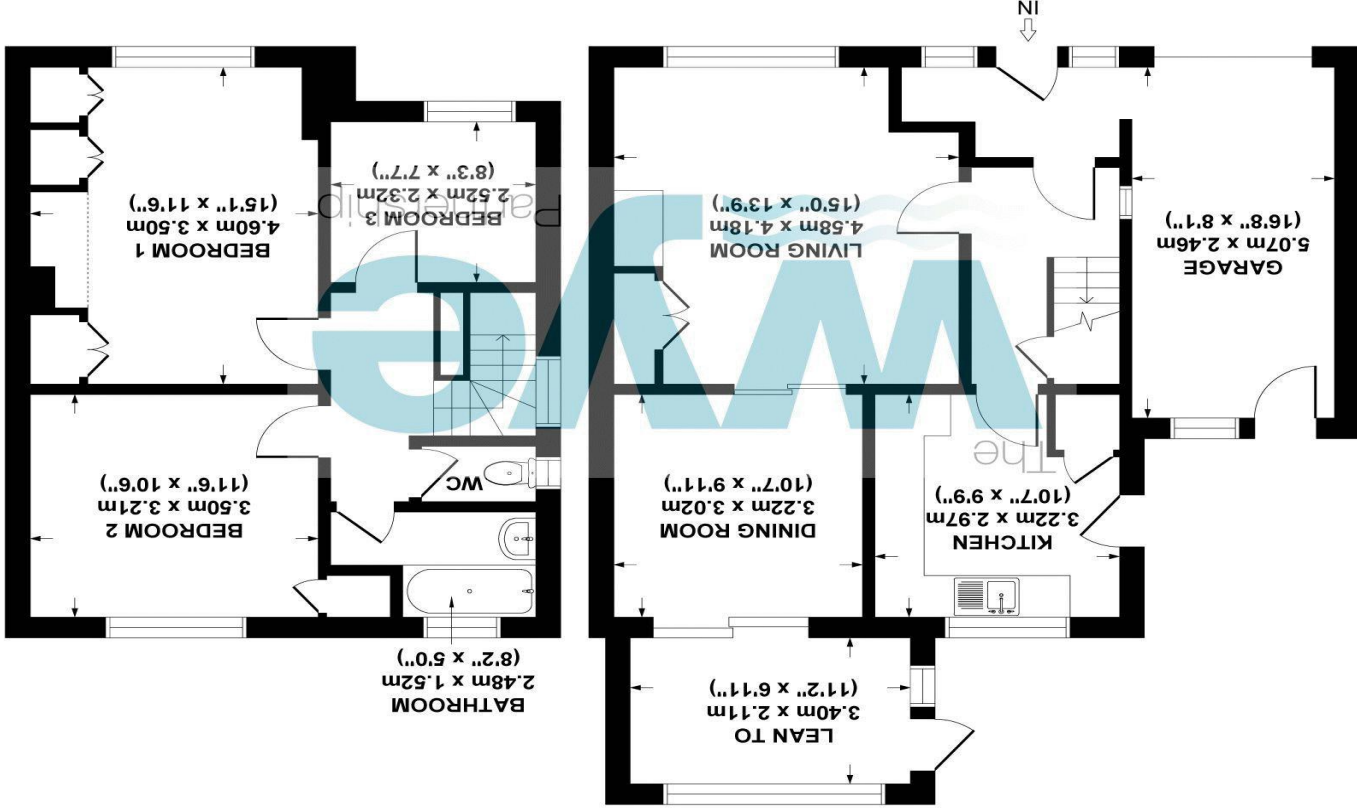 LEAN TO
3.40m x 2.11m
(11'2" x 6'11")
BATHROOM
2.48m x 1.52m
(8'2" x 5'0")
KITCHEN
3.22m x 2.97m
(10'7" x 9'9")
DINING ROOM
3.22m x 3.02m
(10'7" x 9'11")
WC
BEDROOM 2
3.50m x 3.21m
(11'6" x 10'6")
The
wye
Partnership
GARAGE
5.07m x 2.46m
(16'8" x 8'1")
LIVING ROOM
4.58m x 4.18m
(15'0" x 13'9")
BEDROOM 3
2.52m x 2.32m
(8'3" x 7'7")
BEDROOM 1
4.60m x 3.50m
(15'1" x 11'6")
IN